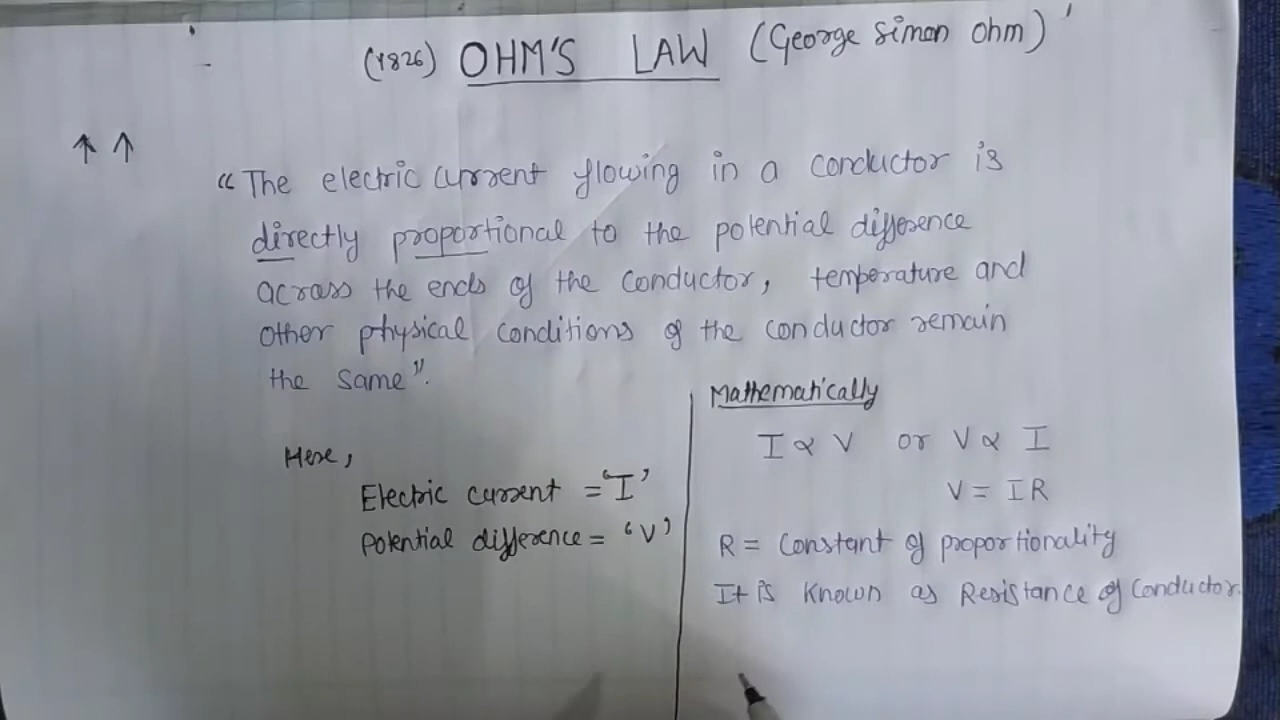 (1826) OHM'S LAW (George Simon Ohm)
↑ ↑
"The electric current flowing in a conductor is
directly proportional to the potential difference
across the ends of the conductor, temperature and
other physical conditions of the conductor remain
the same".
Here,
Electric current = 'I'
Potential difference = 'V'
Mathematically
I ∝ V or V ∝ I
V = IR
R = Constant of proportionality
It is known as Resistance of Conductor.